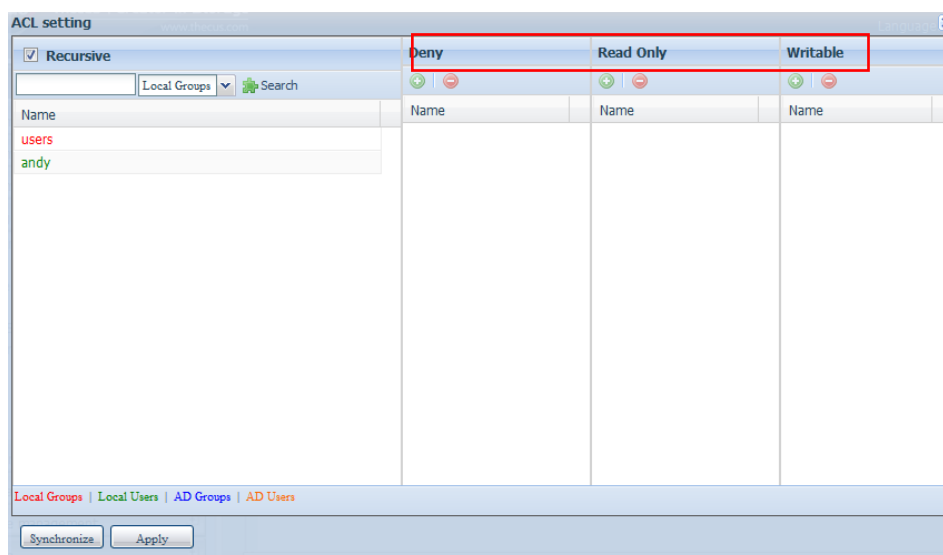 ACL setting
Recursive
Deny
Read Only
Writable
Local Groups
Search
Name
Name
Name
Name
users
andy
Local Groups | Local Users | AD Groups | AD Users
Synchronize
Apply